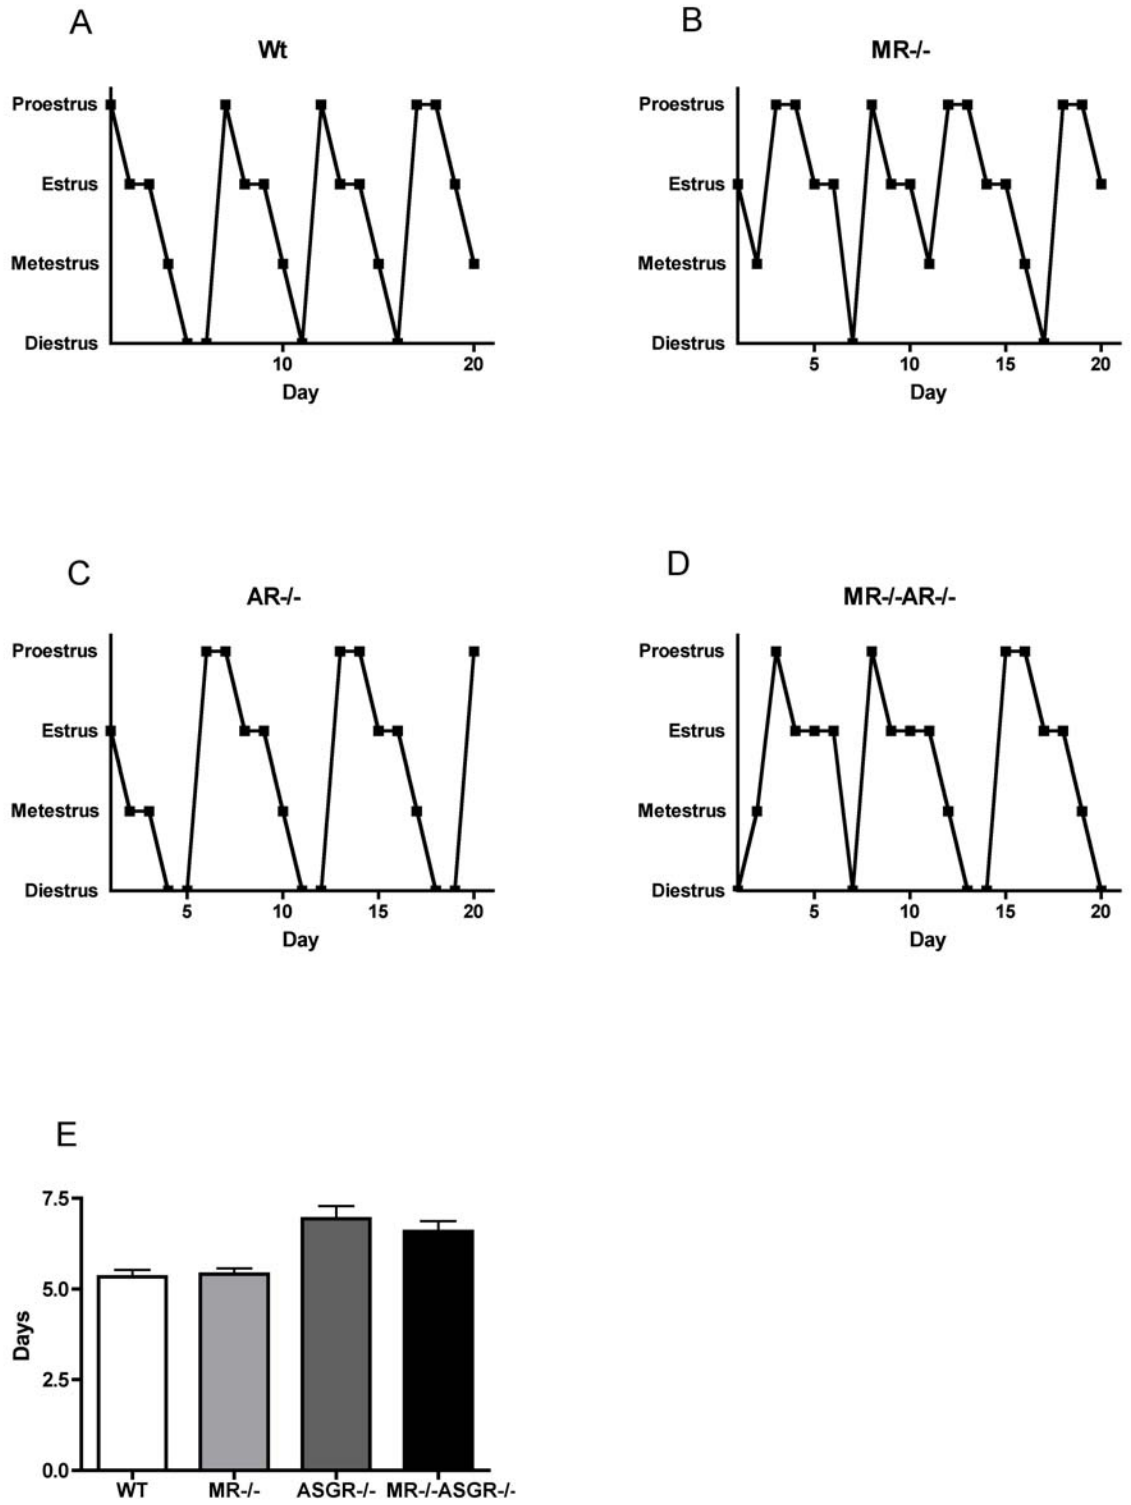 A
Wt
Proestrus
Estrus
Metestrus
Diestrus
10
20
Day
B
MR-/-
Proestrus
Estrus
Metestrus
Diestrus
5
10
15
20
Day
C
AR-/-
Proestrus
Estrus
Metestrus
Diestrus
5
10
15
20
Day
D
MR-/-AR-/-
Proestrus
Estrus
Metestrus
Diestrus
5
10
15
20
Day
E
7.5
5.0
2.5
0.0
Days
WT
MR-/-
ASGR-/-
MR-/-ASGR-/-